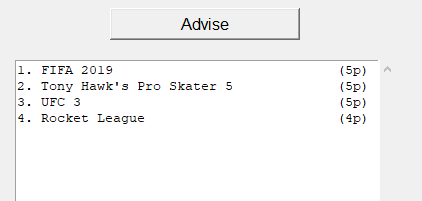 Advise
1. FIFA 2019 (5p)
2. Tony Hawk's Pro Skater 5 (5p)
3. UFC 3 (5p)
4. Rocket League (4p)